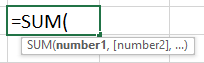 =SUM(
SUM(number1, [number2], ...)